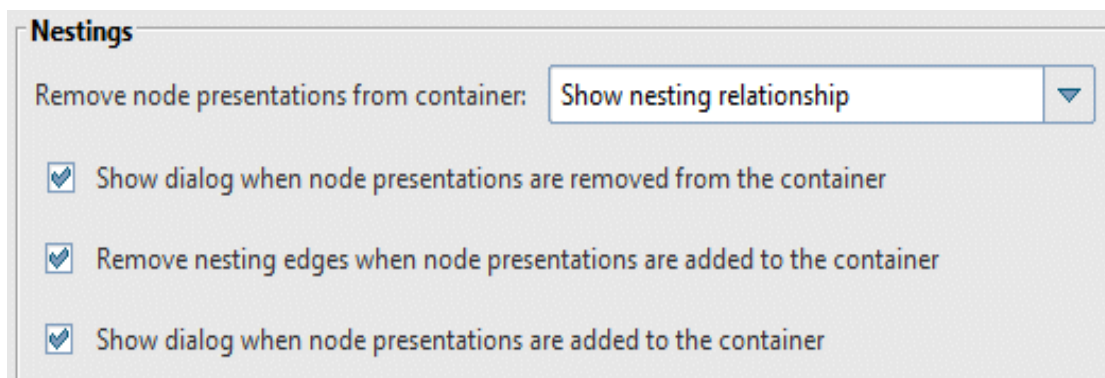 Nestings
Remove node presentations from container: Show nesting relationship
Show dialog when node presentations are removed from the container
Remove nesting edges when node presentations are added to the container
Show dialog when node presentations are added to the container